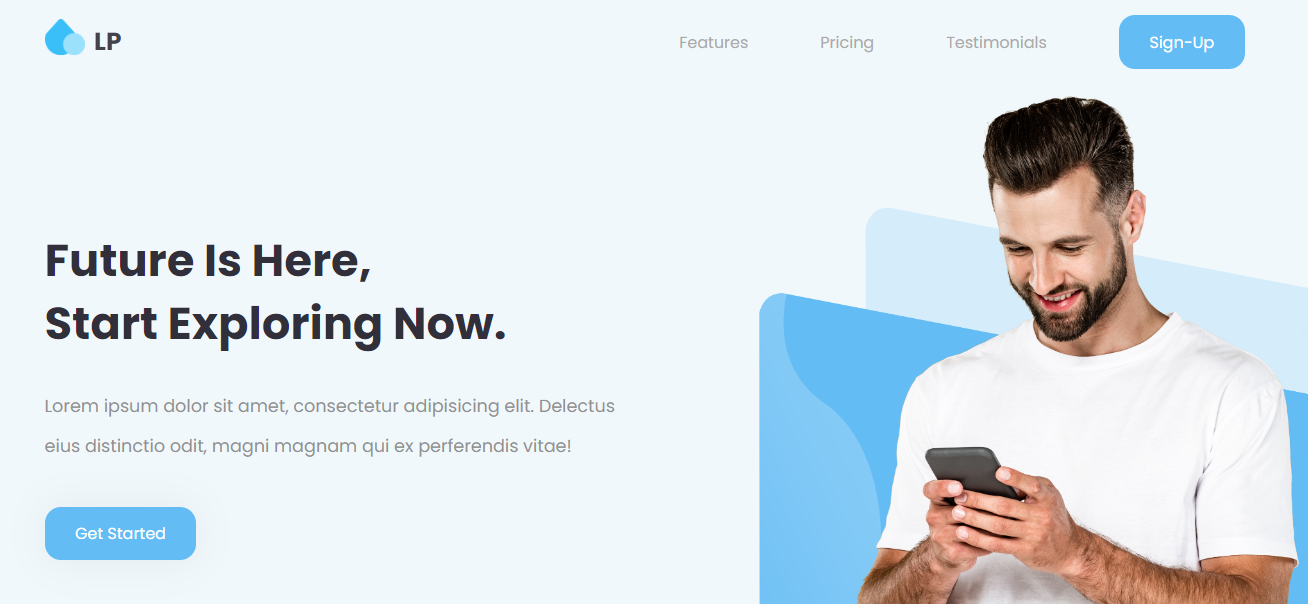 LP
Features
Pricing
Testimonials
Sign-Up
Future Is Here,
Start Exploring Now.
Lorem ipsum dolor sit amet, consectetur adipisicing elit. Delectus
eius distinctio odit, magni magnam qui ex perferendis vitae!
Get Started